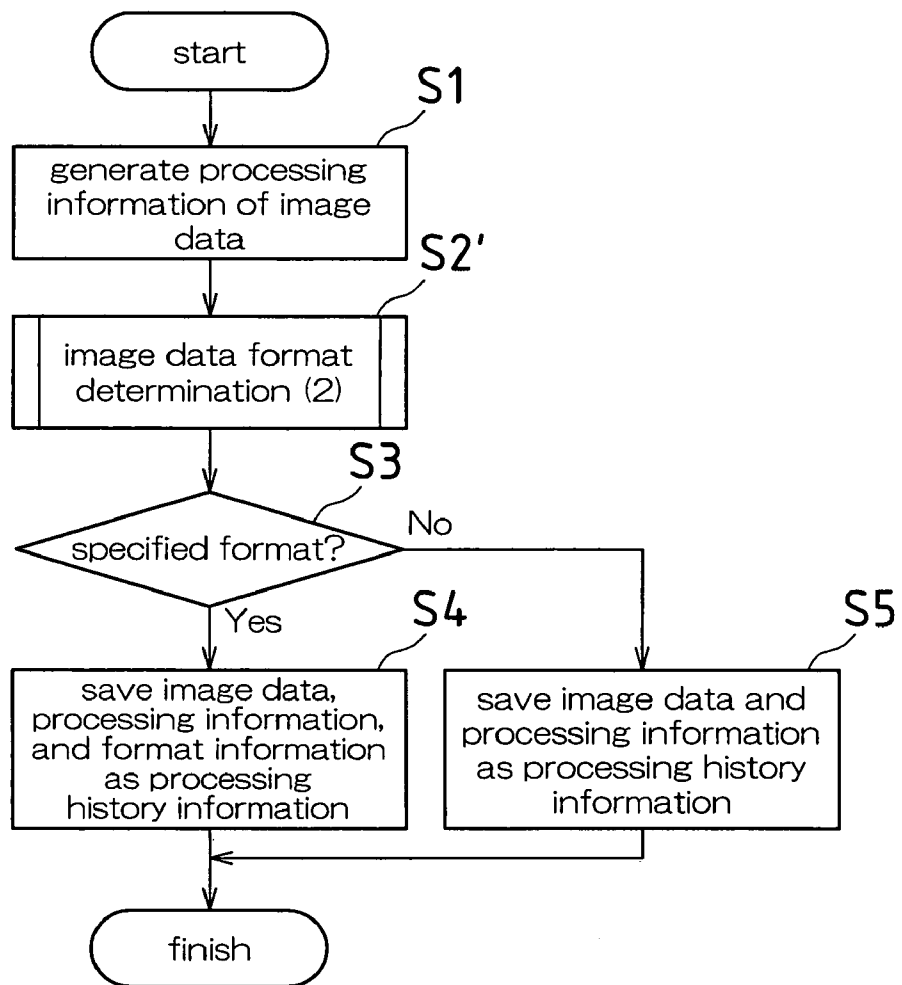 start
S1
generate processing
information of image
data
S2'
image data format
determination (2)
S3
specified format?
No
Yes
S4
save image data,
processing information,
and format information
as processing
history information
S5
save image data and
processing information
as processing history
information
finish